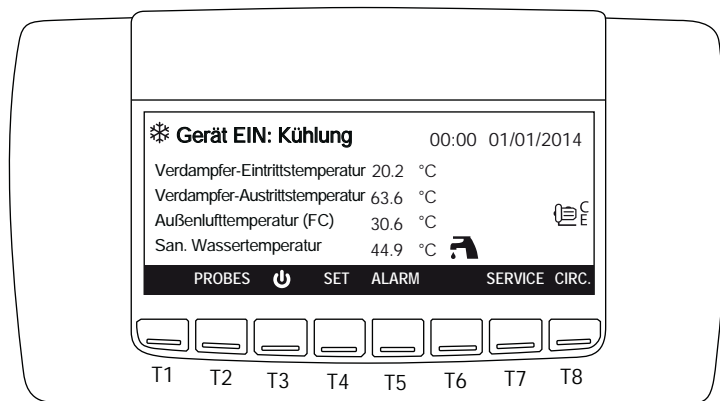 Gerät EIN: Kühlung 00:00 01/01/2014
Verdampfer-Eintrittstemperatur 20.2 °C
Verdampfer-Austrittstemperatur 63.6 °C
Außenlufttemperatur (FC) 30.6 °C
C
E
San. Wassertemperatur 44.9 °C
PROBES SET ALARM SERVICE CIRC.
T1 T2 T3 T4 T5 T6 T7 T8